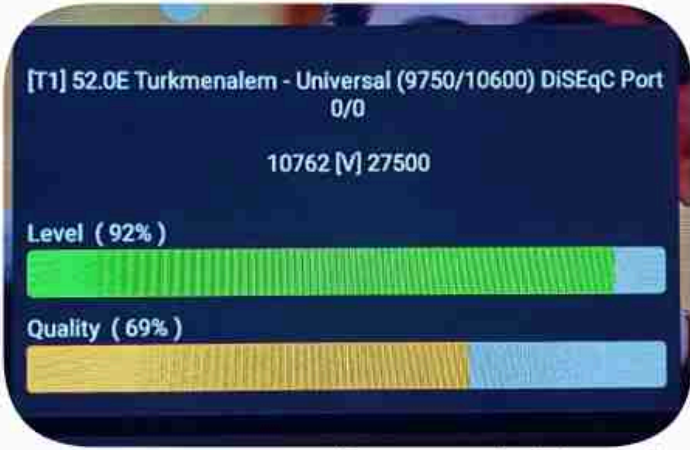 [T1] 52.0E Turkmenalem - Universal (9750/10600) DiSEqC Port
0/0
10762 [V] 27500
Level ( 92% )
Quality ( 69% )